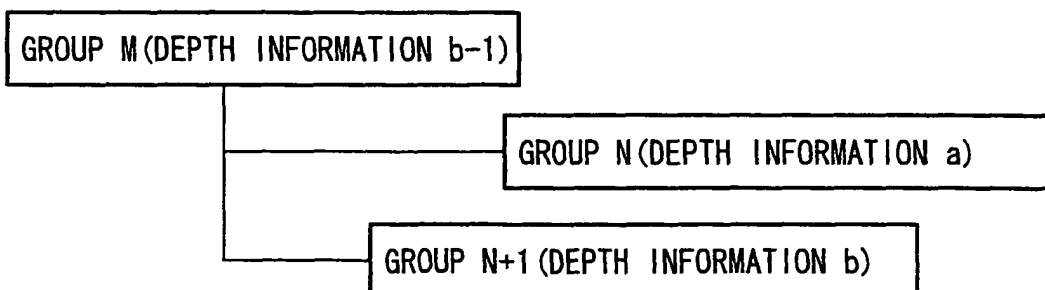 GROUP M(DEPTH INFORMATION b-1)
GROUP N(DEPTH INFORMATION a)
GROUP N+1(DEPTH INFORMATION b)